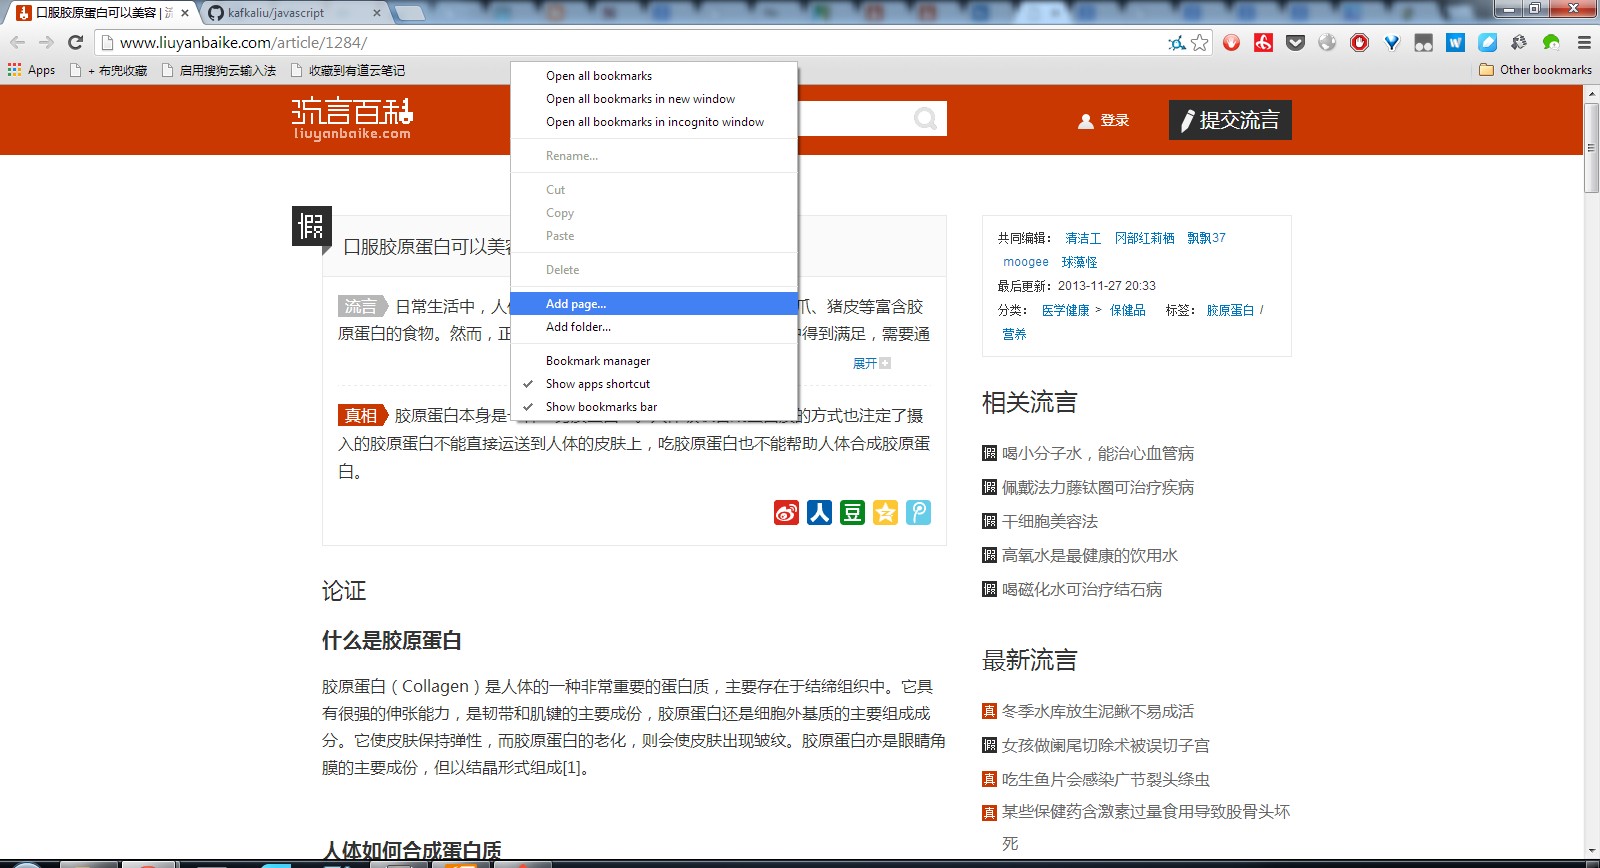 口服胶原蛋白可以美容 | 流
kafkaliu/javascript
www.liuyanbaike.com/article/1284/
Apps
+ 布兜收藏
启用搜狗云输入法
收藏到有道云笔记
Other bookmarks
流言百科
liuyanbaike.com
登录
提交流言
Open all bookmarks
Open all bookmarks in new window
Open all bookmarks in incognito window
Rename...
Cut
Copy
Paste
Delete
Add page...
Add folder...
Bookmark manager
Show apps shortcut
Show bookmarks bar
假
口服胶原蛋白可以美
流言 日常生活中，人 爪、猪皮等富含胶
原蛋白的食物。然而，正 得到满足，需要通
展开
真相 胶原蛋白本身是 的方式也注定了摄
入的胶原蛋白不能直接运送到人体的皮肤上，吃胶原蛋白也不能帮助人体合成胶原蛋
白。
人 豆
论证
什么是胶原蛋白
胶原蛋白（Collagen）是人体的一种非常重要的蛋白质，主要存在于结缔组织中。它具
有很强的伸张能力，是韧带和肌键的主要成份，胶原蛋白还是细胞外基质的主要组成成
分。它使皮肤保持弹性，而胶原蛋白的老化，则会使皮肤出现皱纹。胶原蛋白亦是眼睛角
膜的主要成份，但以结晶形式组成[1]。
人体如何合成蛋白质
共同编辑： 清洁工 冈部红莉栖 飘飘37
moogee 球藻怪
最后更新：2013-11-27 20:33
分类： 医学健康 > 保健品 标签： 胶原蛋白 /
营养
相关流言
假 喝小分子水，能治心血管病
假 佩戴法力藤钛圈可治疗疾病
假 干细胞美容法
假 高氧水是最健康的饮用水
假 喝磁化水可治疗结石病
最新流言
真 冬季水库放生泥鳅不易成活
假 女孩做阑尾切除术被误切子宫
真 吃生鱼片会感染广节裂头绦虫
真 某些保健药含激素过量食用导致股骨头坏
死